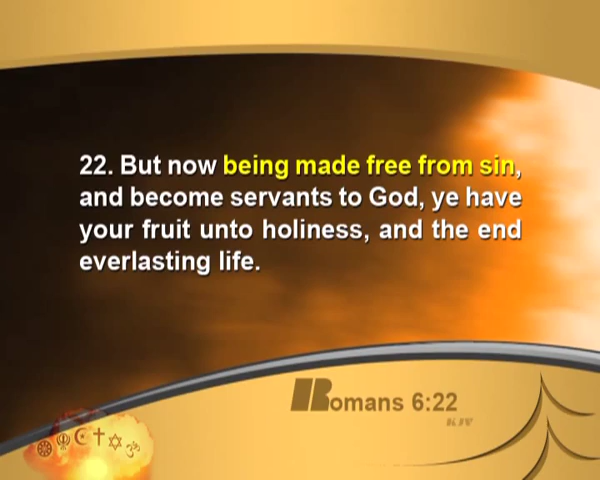 22. But now being made free from sin,
and become servants to God, ye have
your fruit unto holiness, and the end
everlasting life.
Romans 6:22
KJV